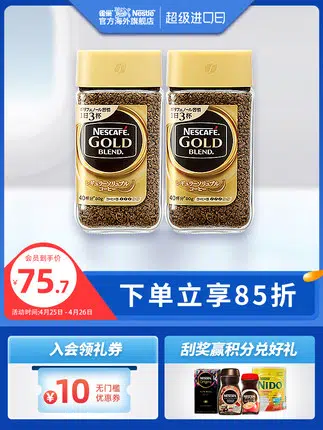 雀巢 Nestle
官方海外旗舰店
超级进口日
NESCAFÉ
GOLD
BLEND
NESCAFÉ
GOLD
BLEND
会员到手价
¥75.7
活动时间:4月25日-4月26日
下单立享85折
入会领礼券
¥10 无门槛
优惠券
刮奖赢积分兑好礼
NESCAFÉ
NIDO